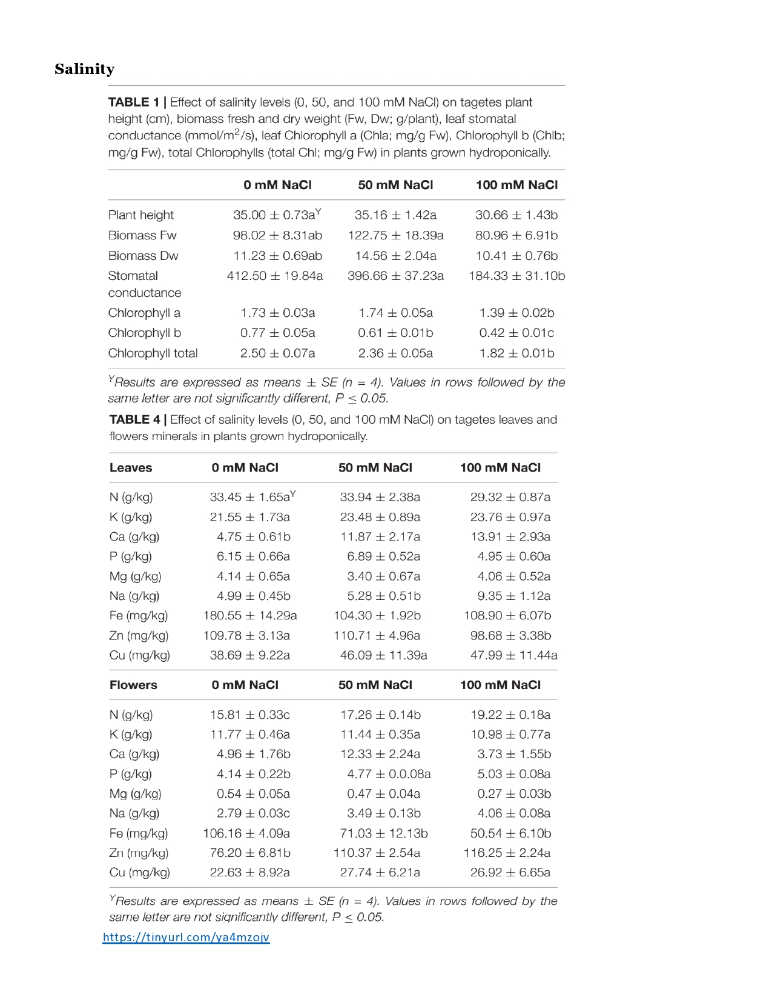 Salinity
TABLE 1 | Effect of salinity levels (0, 50, and 100 mM NaCl) on tagetes plant
height (cm), biomass fresh and dry weight (Fw, Dw; g/plant), leaf stomatal
conductance (mmol/m²/s), leaf Chlorophyll a (Chla; mg/g Fw), Chlorophyll b (Chlb;
mg/g Fw), total Chlorophylls (total Chl; mg/g Fw) in plants grown hydroponically.
0 mM NaCl 50 mM NaCl 100 mM NaCl
Plant height 35.00 ± 0.73aY 35.16 ± 1.42a 30.66 ± 1.43b
Biomass Fw 98.02 ± 8.31ab 122.75 ± 18.39a 80.96 ± 6.91b
Biomass Dw 11.23 ± 0.69ab 14.56 ± 2.04a 10.41 ± 0.76b
Stomatal 412.50 ± 19.84a 396.66 ± 37.23a 184.33 ± 31.10b
conductance
Chlorophyll a 1.73 ± 0.03a 1.74 ± 0.05a 1.39 ± 0.02b
Chlorophyll b 0.77 ± 0.05a 0.61 ± 0.01b 0.42 ± 0.01c
Chlorophyll total 2.50 ± 0.07a 2.36 ± 0.05a 1.82 ± 0.01b
YResults are expressed as means ± SE (n = 4). Values in rows followed by the
same letter are not significantly different, P ≤ 0.05.
TABLE 4 | Effect of salinity levels (0, 50, and 100 mM NaCl) on tagetes leaves and
flowers minerals in plants grown hydroponically.
Leaves 0 mM NaCl 50 mM NaCl 100 mM NaCl
N (g/kg) 33.45 ± 1.65aY 33.94 ± 2.38a 29.32 ± 0.87a
K (g/kg) 21.55 ± 1.73a 23.48 ± 0.89a 23.76 ± 0.97a
Ca (g/kg) 4.75 ± 0.61b 11.87 ± 2.17a 13.91 ± 2.93a
P (g/kg) 6.15 ± 0.66a 6.89 ± 0.52a 4.95 ± 0.60a
Mg (g/kg) 4.14 ± 0.65a 3.40 ± 0.67a 4.06 ± 0.52a
Na (g/kg) 4.99 ± 0.45b 5.28 ± 0.51b 9.35 ± 1.12a
Fe (mg/kg) 180.55 ± 14.29a 104.30 ± 1.92b 108.90 ± 6.07b
Zn (mg/kg) 109.78 ± 3.13a 110.71 ± 4.96a 98.68 ± 3.38b
Cu (mg/kg) 38.69 ± 9.22a 46.09 ± 11.39a 47.99 ± 11.44a
Flowers 0 mM NaCl 50 mM NaCl 100 mM NaCl
N (g/kg) 15.81 ± 0.33c 17.26 ± 0.14b 19.22 ± 0.18a
K (g/kg) 11.77 ± 0.46a 11.44 ± 0.35a 10.98 ± 0.77a
Ca (g/kg) 4.96 ± 1.76b 12.33 ± 2.24a 3.73 ± 1.55b
P (g/kg) 4.14 ± 0.22b 4.77 ± 0.0.08a 5.03 ± 0.08a
Mg (g/kg) 0.54 ± 0.05a 0.47 ± 0.04a 0.27 ± 0.03b
Na (g/kg) 2.79 ± 0.03c 3.49 ± 0.13b 4.06 ± 0.08a
Fe (mg/kg) 106.16 ± 4.09a 71.03 ± 12.13b 50.54 ± 6.10b
Zn (mg/kg) 76.20 ± 6.81b 110.37 ± 2.54a 116.25 ± 2.24a
Cu (mg/kg) 22.63 ± 8.92a 27.74 ± 6.21a 26.92 ± 6.65a
YResults are expressed as means ± SE (n = 4). Values in rows followed by the
same letter are not significantly different, P ≤ 0.05.
https://tinyurl.com/ya4mzojv